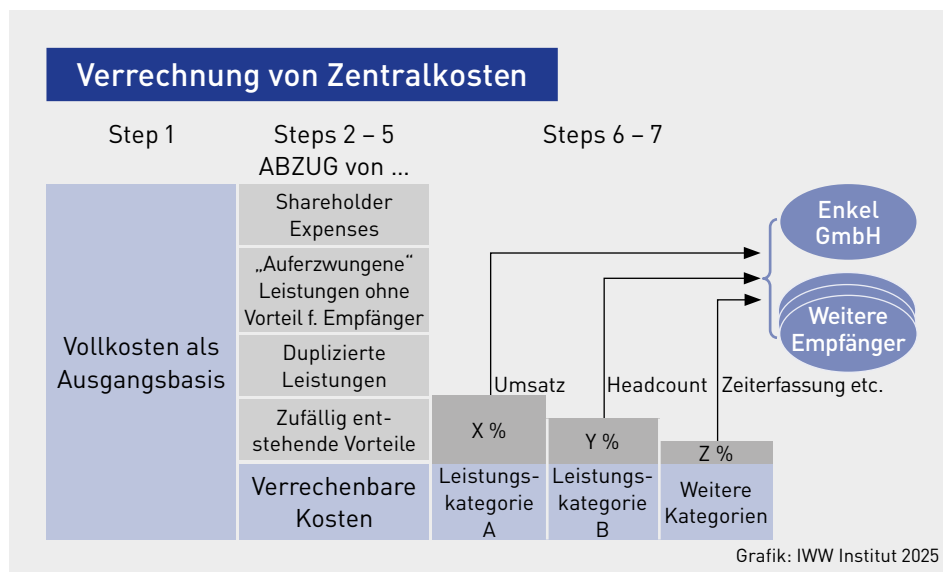 Verrechnung von Zentralkosten
Step 1
Steps 2 – 5
ABZUG von ...
Steps 6 – 7
Vollkosten als
Ausgangsbasis
Shareholder
Expenses
„Auferzwungene“
Leistungen ohne
Vorteil f. Empfänger
Duplizierte
Leistungen
Zufällig ent-
stehende Vorteile
Verrechenbare
Kosten
Umsatz
Headcount
Zeiterfassung etc.
X %
Y %
Z %
Leistungs-
kategorie
A
Leistungs-
kategorie
B
Weitere
Kategorien
Enkel
GmbH
Weitere
Empfänger
Grafik: IWW Institut 2025